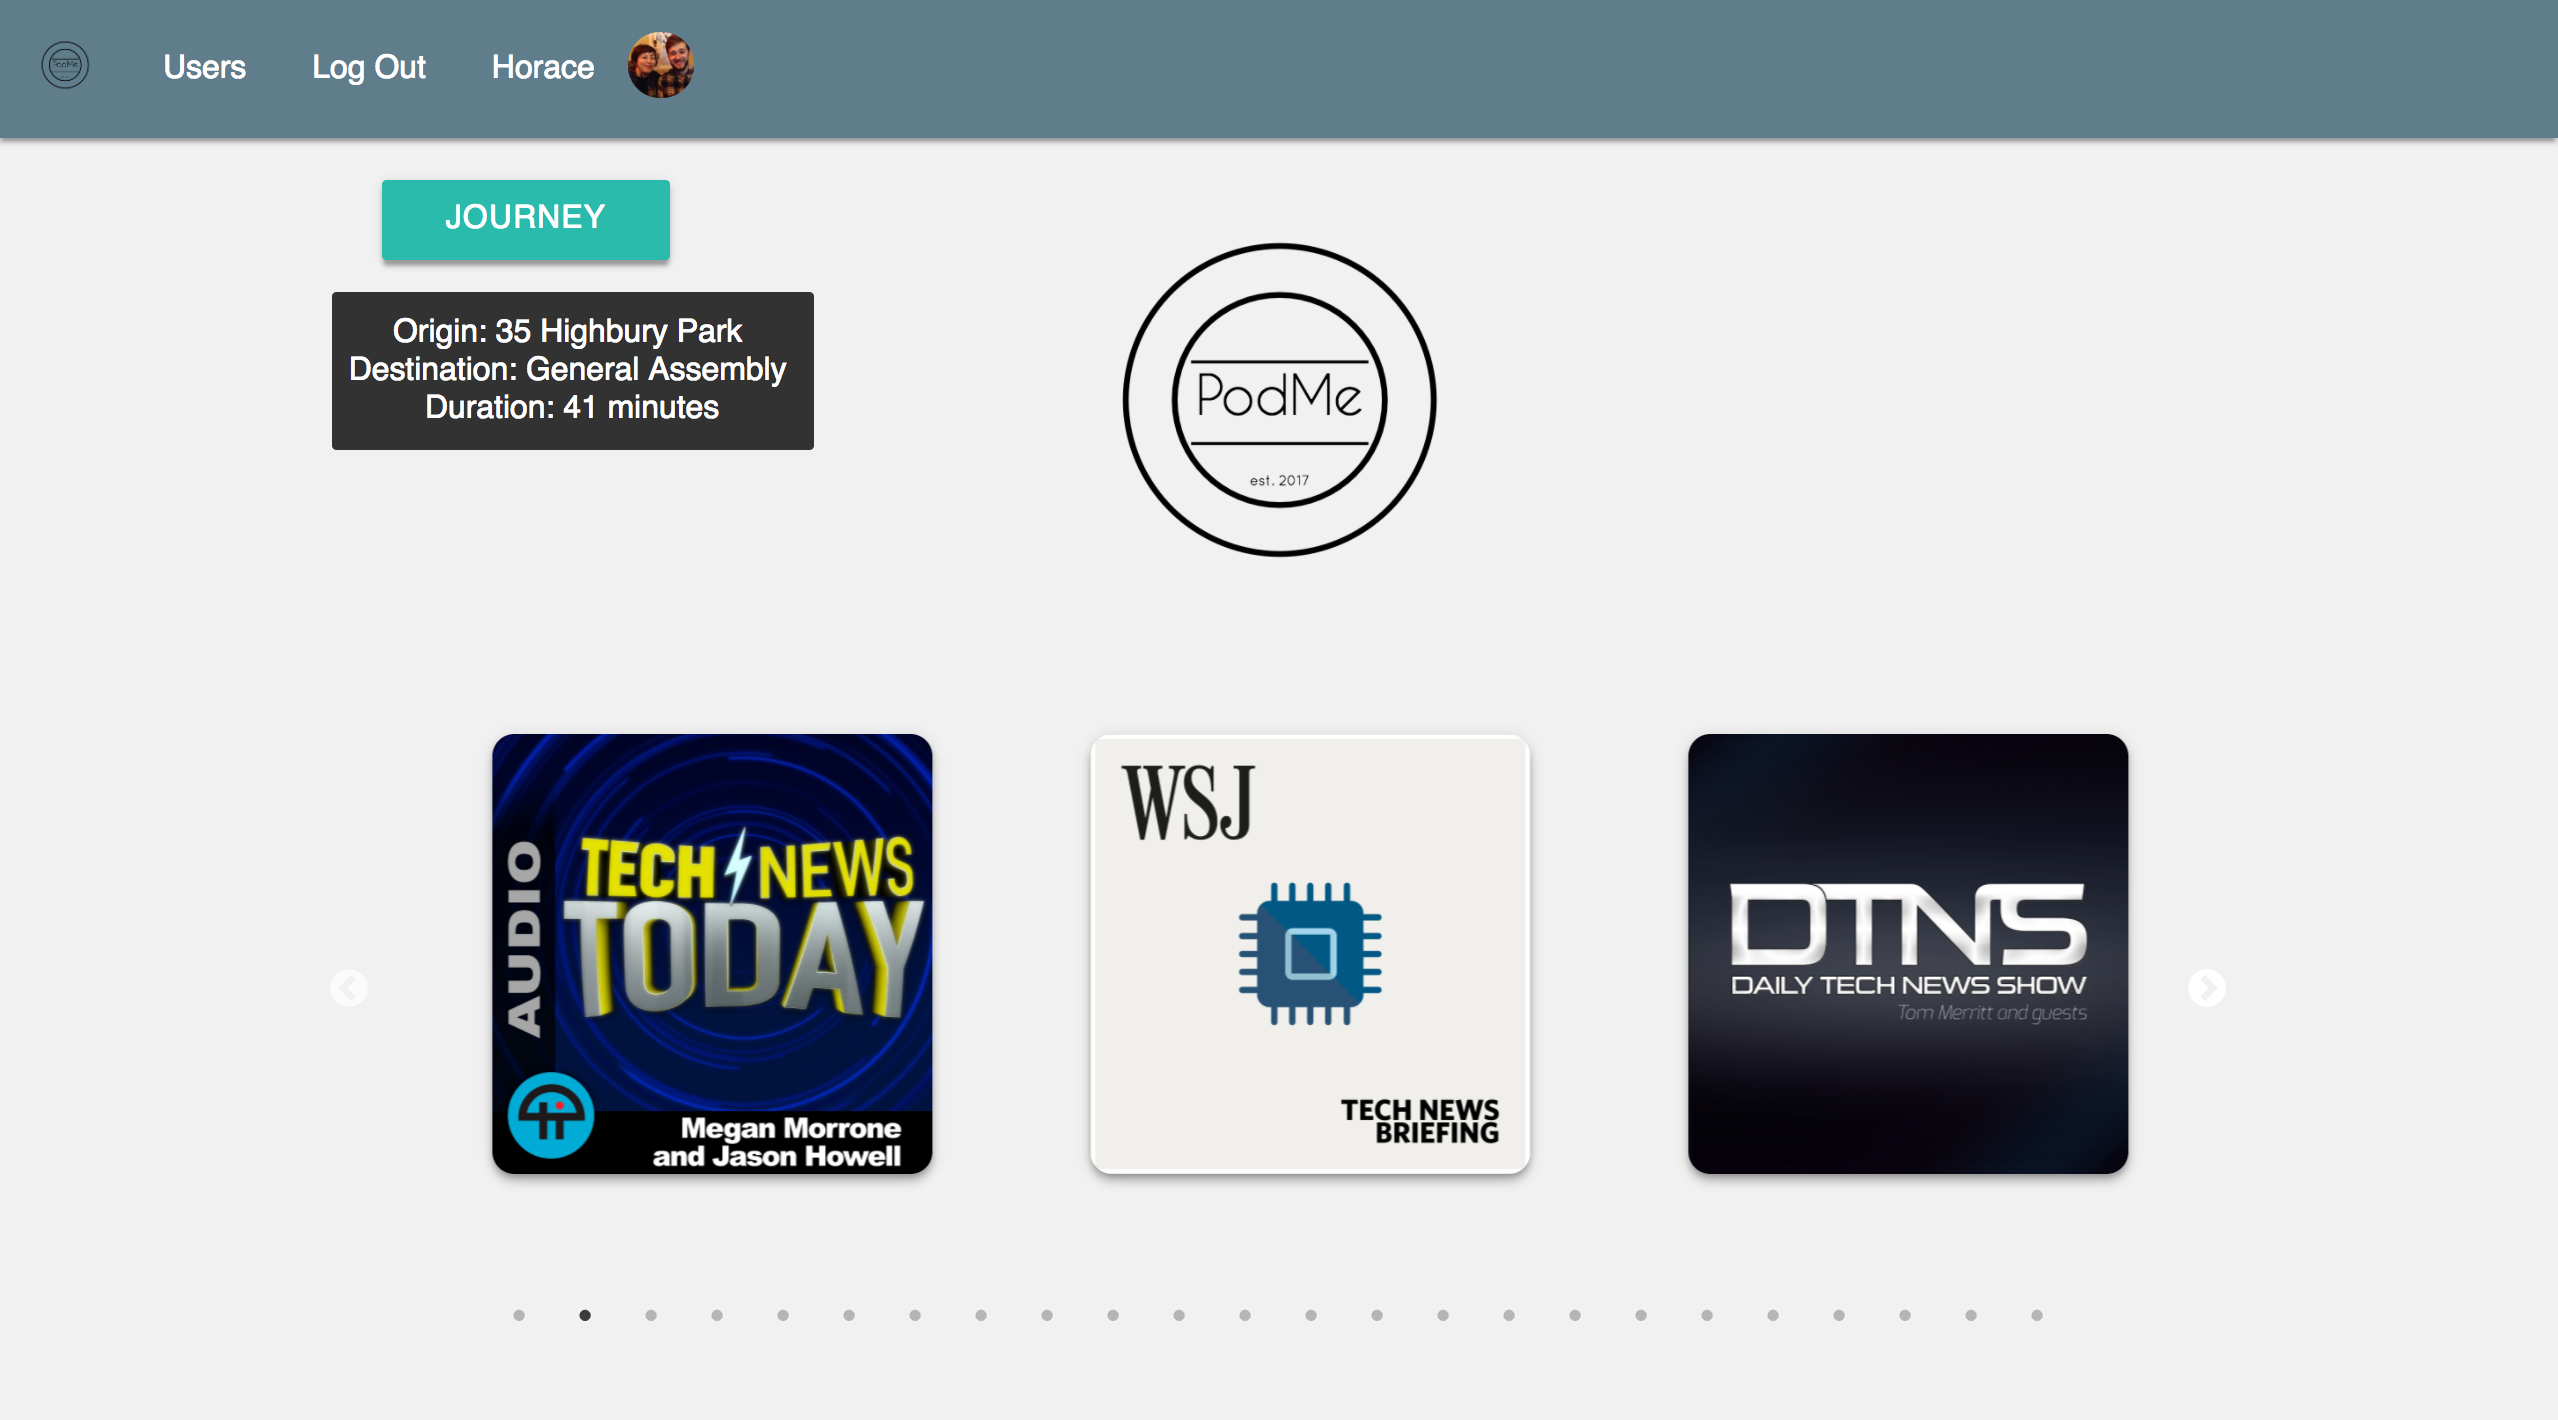 PodMe
Users
Log Out
Horace
JOURNEY
Origin: 35 Highbury Park
Destination: General Assembly
Duration: 41 minutes
PodMe
est. 2017
AUDIO
TECH NEWS
TODAY
Megan Morrone
and Jason Howell
WSJ
TECH NEWS
BRIEFING
DTNS
DAILY TECH NEWS SHOW
Tom Merritt and guests